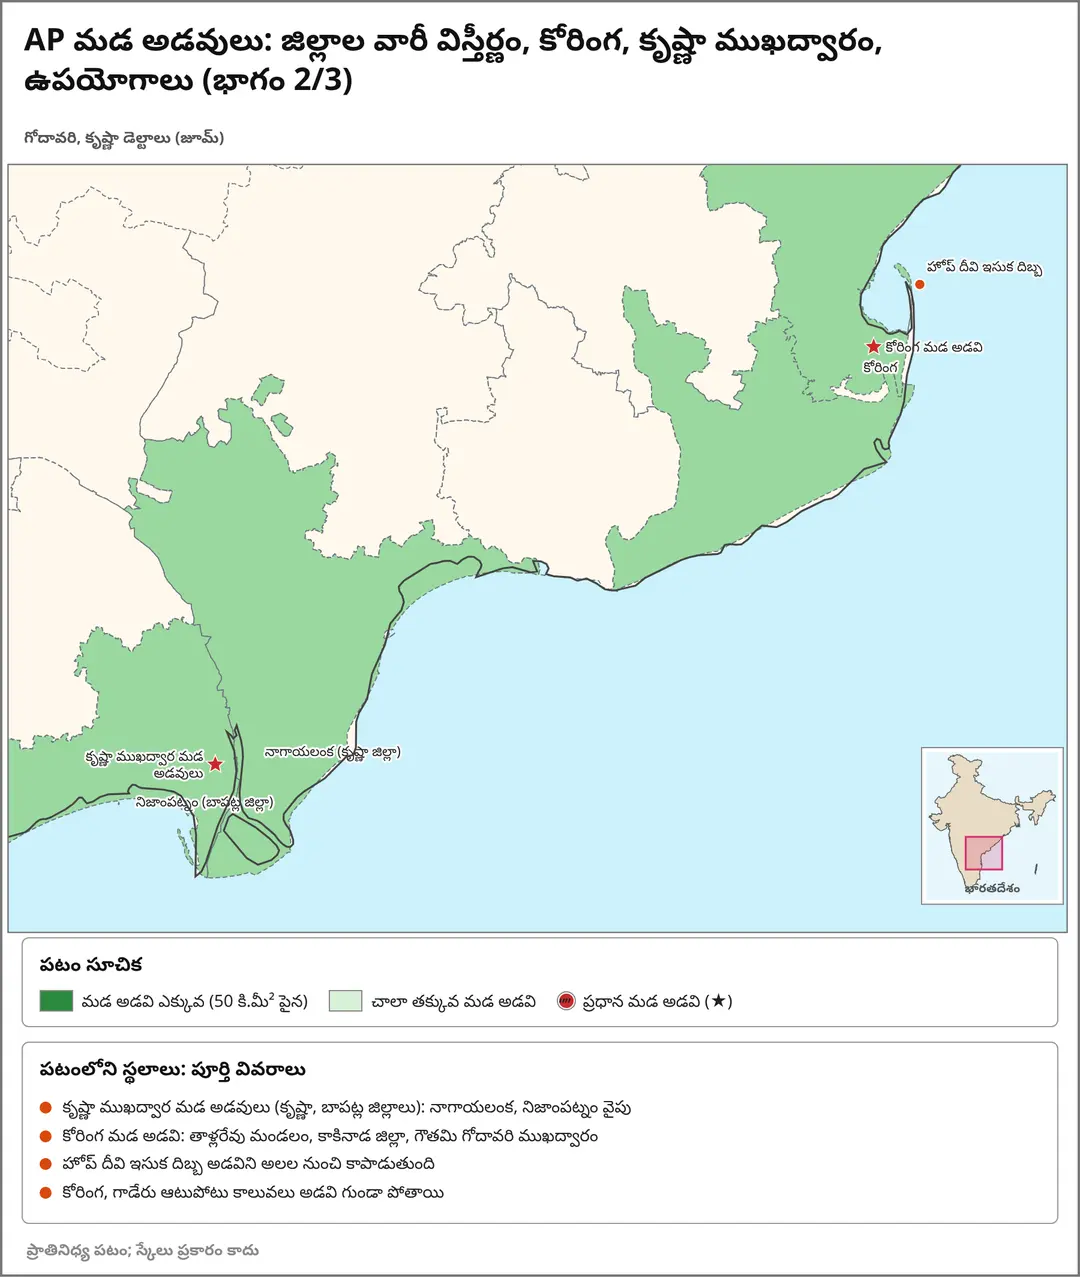 AP మడ అడవులు: జిల్లాల వారీ విస్తీర్ణం, కోరింగ, కృష్ణా ముఖద్వారం,
ఉపయోగాలు (భాగం 2/3)
గోదావరి, కృష్ణా డెల్టాలు (జూమ్)
హోప్ దీవి ఇసుక దిబ్బ
కోరింగ మడ అడవి
కోరింగ
కృష్ణా ముఖద్వార మడ
అడవులు
నాగాయలంక (కృష్ణా జిల్లా)
నిజాంపట్నం (బాపట్ల జిల్లా)
భారతదేశం
పటం సూచిక
మడ అడవి ఎక్కువ (50 కి.మీ² పైన)
చాలా తక్కువ మడ అడవి
ప్రధాన మడ అడవి (★)
పటంలోని స్థలాలు: పూర్తి వివరాలు
కృష్ణా ముఖద్వార మడ అడవులు (కృష్ణా, బాపట్ల జిల్లాలు): నాగాయలంక, నిజాంపట్నం వైపు
కోరింగ మడ అడవి: తాళ్లరేవు మండలం, కాకినాడ జిల్లా, గౌతమి గోదావరి ముఖద్వారం
హోప్ దీవి ఇసుక దిబ్బ అడవిని అలల నుంచి కాపాడుతుంది
కోరింగ, గాడేరు ఆటుపోటు కాలువలు అడవి గుండా పోతాయి
ప్రాతినిధ్య పటం; స్కేలు ప్రకారం కాదు